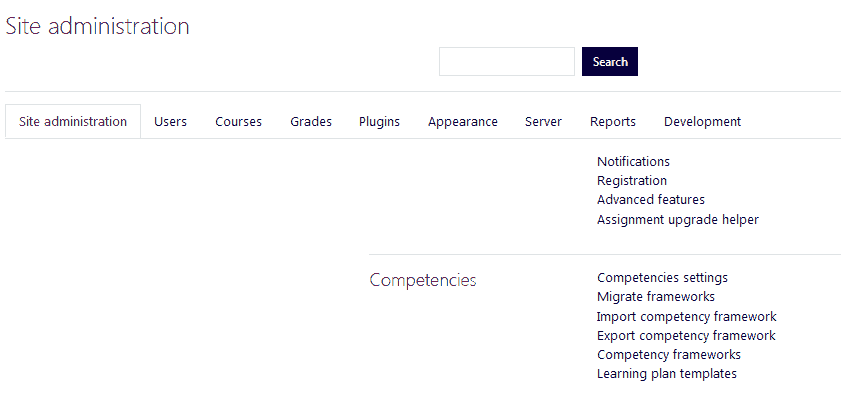 Site administration
Search
Site administration Users Courses Grades Plugins Appearance Server Reports Development
Notifications
Registration
Advanced features
Assignment upgrade helper
Competencies Competencies settings
Migrate frameworks
Import competency framework
Export competency framework
Competency frameworks
Learning plan templates